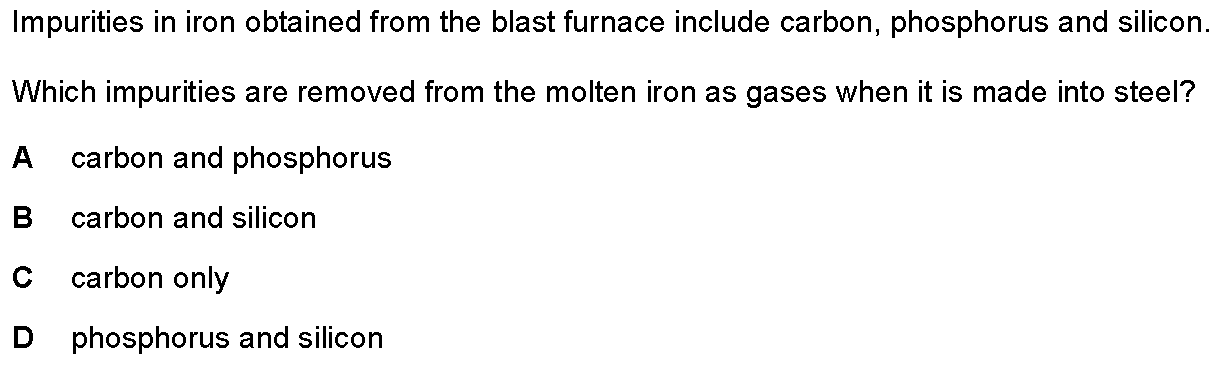 Impurities in iron obtained from the blast furnace include carbon, phosphorus and silicon.
Which impurities are removed from the molten iron as gases when it is made into steel?
A carbon and phosphorus
B carbon and silicon
C carbon only
D phosphorus and silicon